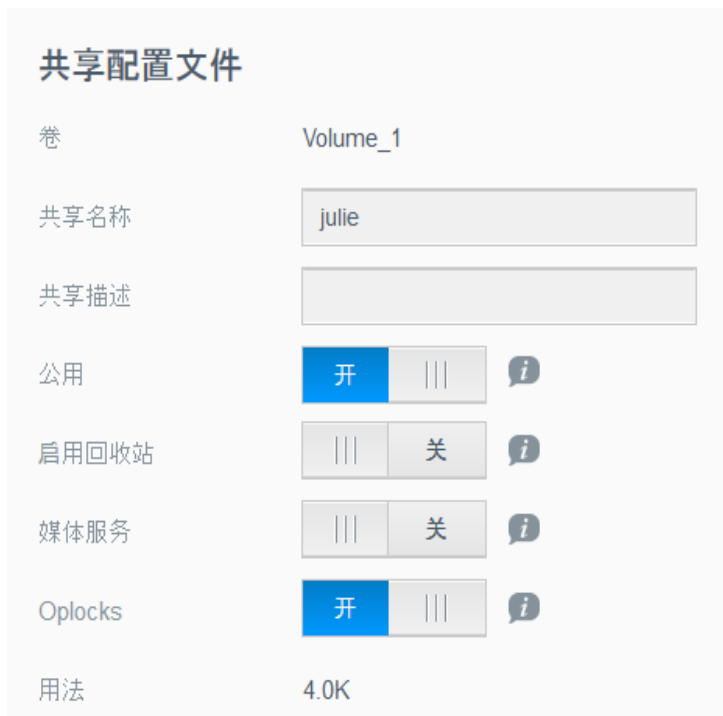 共享配置文件
卷 Volume_1
共享名称 julie
共享描述
公用 开
启用回收站 关
媒体服务 关
Oplocks 开
用法 4.0K